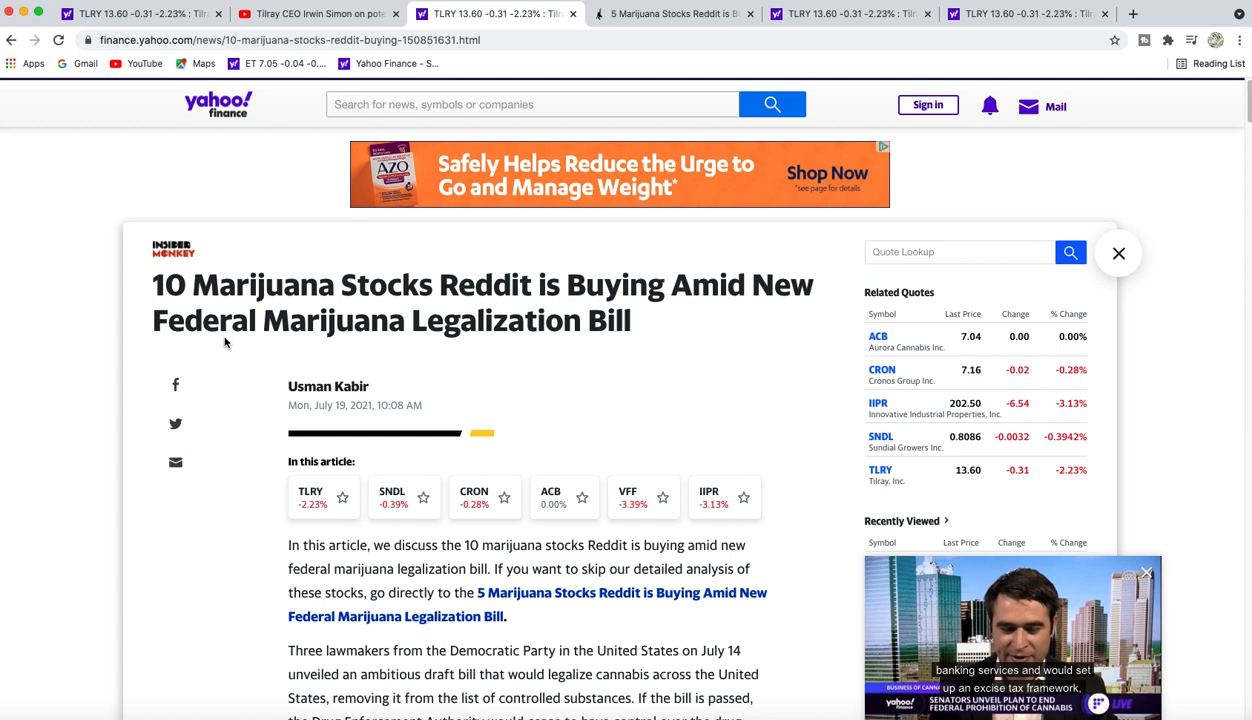 TLRY 13.60 -0.31 -2.23% : Tilr
Tilray CEO Irwin Simon on pote
TLRY 13.60 -0.31 -2.23% : Tilr
5 Marijuana Stocks Reddit is B
TLRY 13.60 -0.31 -2.23% : Tilr
TLRY 13.60 -0.31 -2.23% : Tilr
finance.yahoo.com/news/10-marijuana-stocks-reddit-buying-150851631.html
Apps
Gmail
YouTube
Maps
ET 7.05 -0.04 -0....
Yahoo Finance - S...
Reading List
yahoo!
finance
Search for news, symbols or companies
Sign in
Mail
AZO
Safely Helps Reduce the Urge to
Go and Manage Weight*
Shop Now
*see page for details
INSIDER
MONKEY
10 Marijuana Stocks Reddit is Buying Amid New
Federal Marijuana Legalization Bill
Usman Kabir
Mon, July 19, 2021, 10:08 AM
In this article:
TLRY
-2.23%
SNDL
-0.39%
CRON
-0.28%
ACB
0.00%
VFF
-3.39%
IIPR
-3.13%
In this article, we discuss the 10 marijuana stocks Reddit is buying amid new
federal marijuana legalization bill. If you want to skip our detailed analysis of
these stocks, go directly to the 5 Marijuana Stocks Reddit is Buying Amid New
Federal Marijuana Legalization Bill.
Three lawmakers from the Democratic Party in the United States on July 14
unveiled an ambitious draft bill that would legalize cannabis across the United
States, removing it from the list of controlled substances. If the bill is passed,
the Drug Enforcement Authority would cease to have control over the drug
Quote Lookup
Related Quotes
Symbol Last Price Change % Change
ACB 7.04 0.00 0.00%
Aurora Cannabis Inc.
CRON 7.16 -0.02 -0.28%
Cronos Group Inc.
IIPR 202.50 -6.54 -3.13%
Innovative Industrial Properties, Inc.
SNDL 0.8086 -0.0032 -0.3942%
Sundial Growers Inc.
TLRY 13.60 -0.31 -2.23%
Tilray, Inc.
Recently Viewed
Symbol Last Price Change % Change
banking services and would set
up an excise tax framework,
BUSINESS OF CANN
yahoo!
finance
SENATORS UNVEIL PLAN TO END
FEDERAL PROHIBITION OF CANNABIS
LIVE